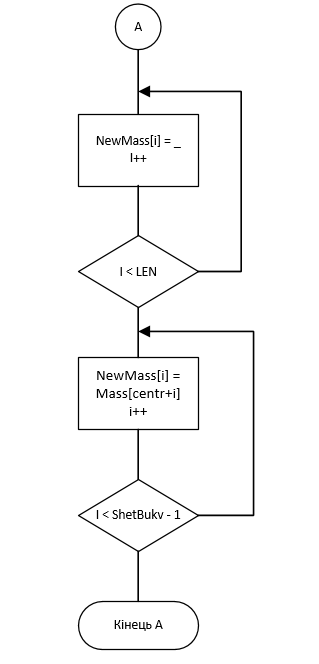 A
NewMass[i] = _
I++
I < LEN
NewMass[i] =
Mass[centr+i]
i++
I < ShetBukv - 1
Кінець А